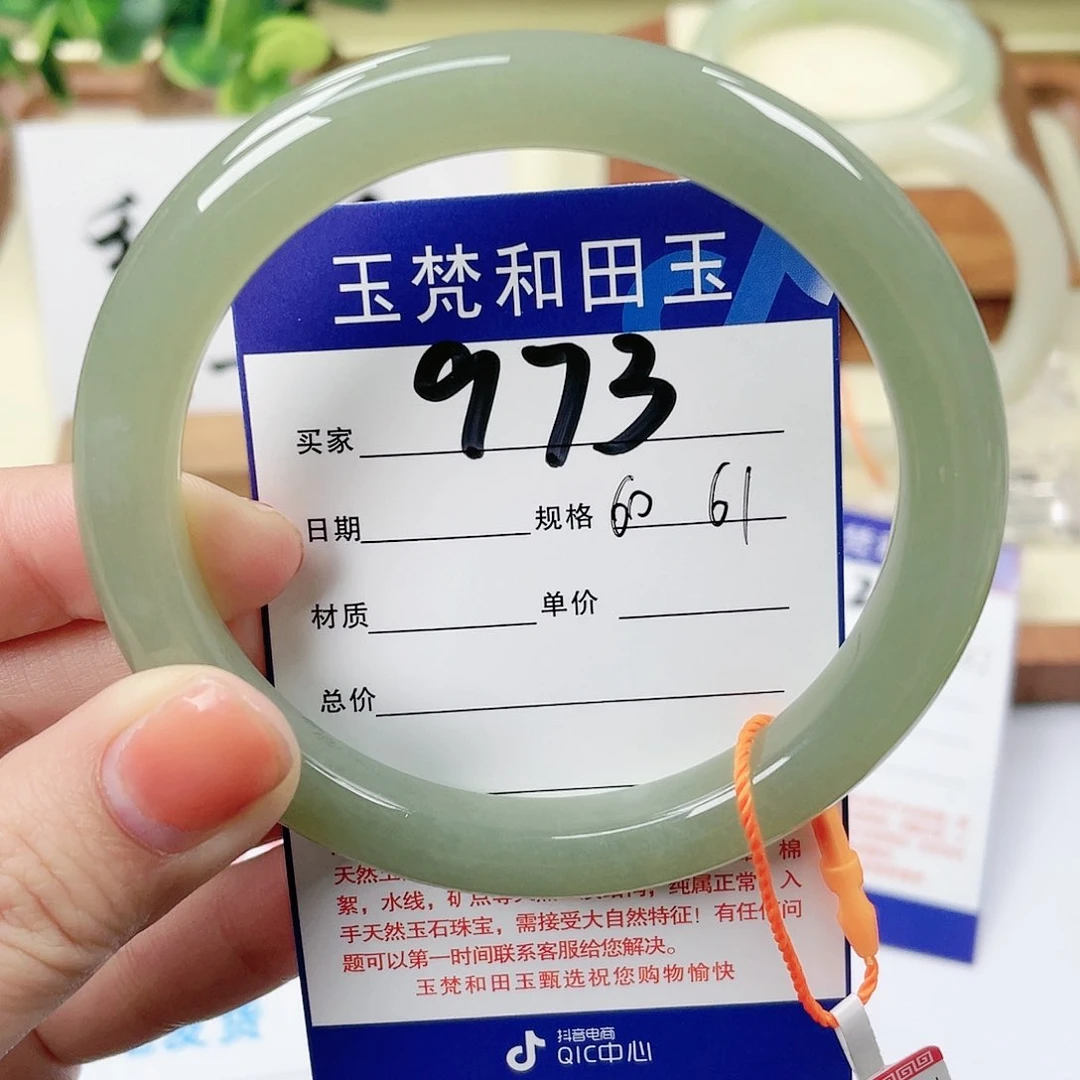 玉梵和田玉
买家 973
日期 规格 60 61
材质 单价
总价
棉
天然
絮，水线，矿点 纯属正常 入
手天然玉石珠宝，需接受大自然特征！有任何问
题可以第一时间联系客服给您解决。
玉梵和田玉甄选祝您购物愉快
抖音电商
QIC中心